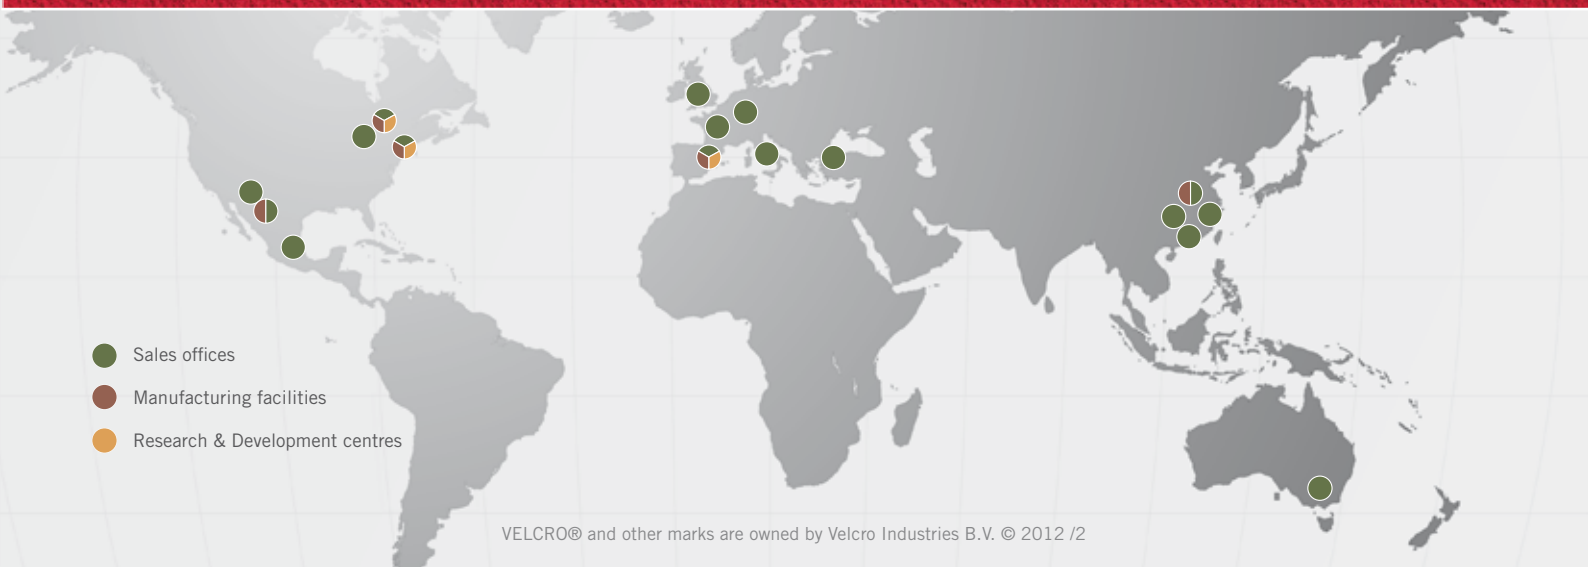 Sales offices
Manufacturing facilities
Research & Development centres
VELCRO® and other marks are owned by Velcro Industries B.V. © 2012 /2